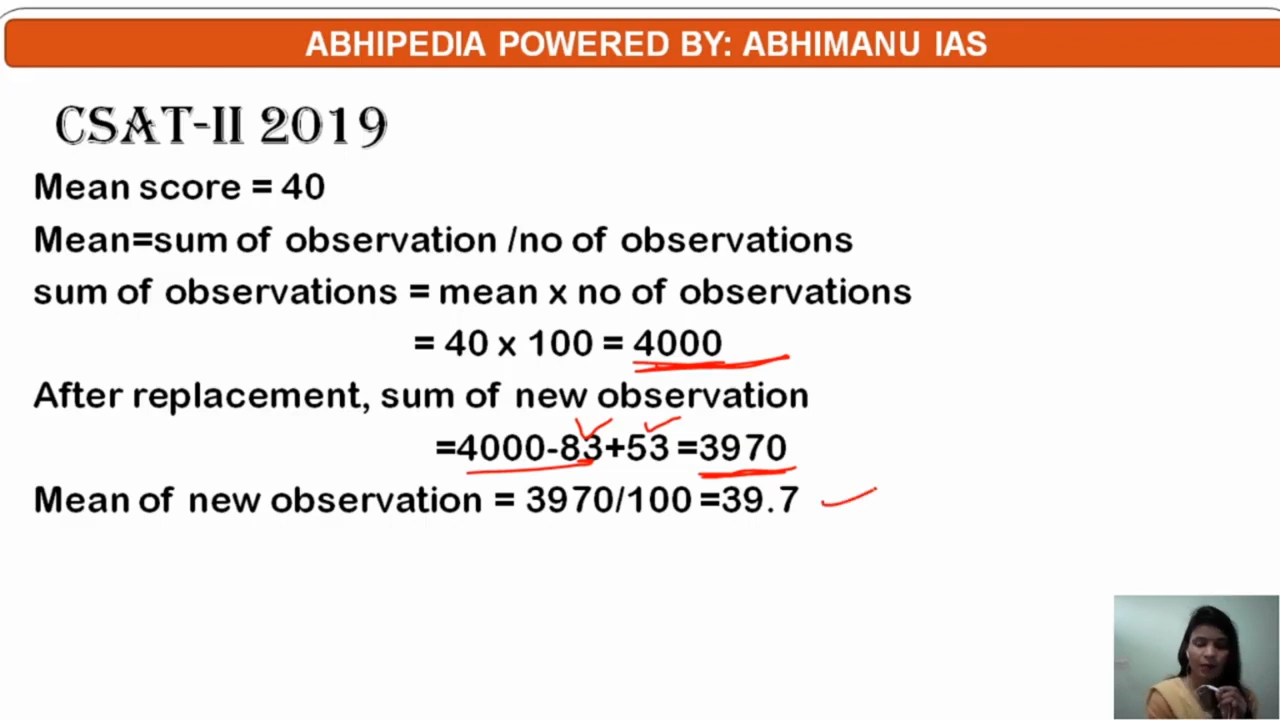 ABHIPEDIA POWERED BY: ABHIMANU IAS
CSAT-II 2019
Mean score = 40
Mean=sum of observation /no of observations
sum of observations = mean x no of observations
= 40 x 100 = 4000
After replacement, sum of new observation
=4000-83+53 =3970
Mean of new observation = 3970/100 =39.7